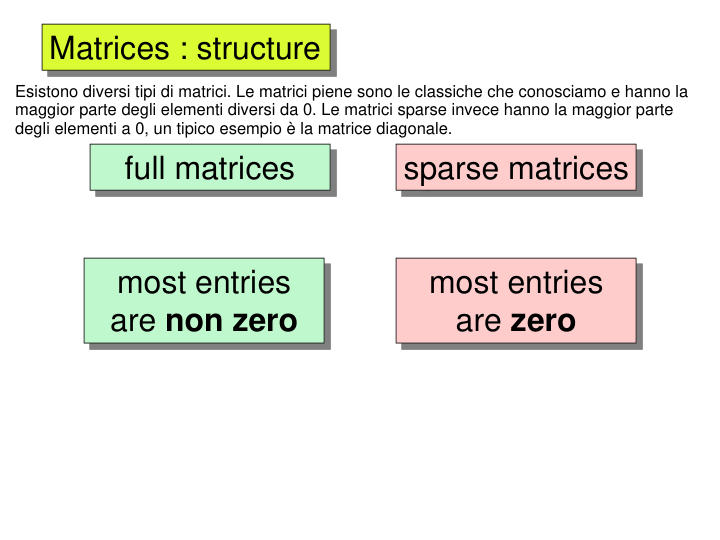 Matrices : structure
Esistono diversi tipi di matrici. Le matrici piene sono le classiche che conosciamo e hanno la
maggior parte degli elementi diversi da 0. Le matrici sparse invece hanno la maggior parte
degli elementi a 0, un tipico esempio è la matrice diagonale.
full matrices
sparse matrices
most entries
are non zero
most entries
are zero